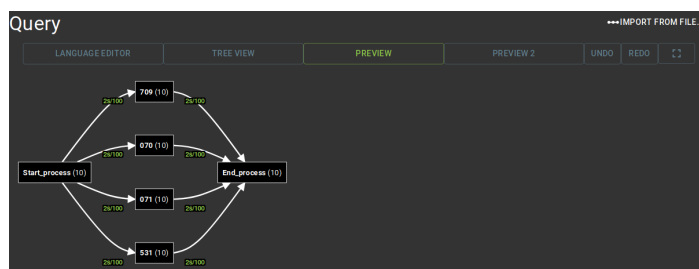 Query
IMPORT FROM FILE.
LANGUAGE EDITOR TREE VIEW PREVIEW PREVIEW 2 UNDO REDO
709 (10)
2s/100 2s/100
070 (10)
2s/100 2s/100
Start_process (10) End_process (10)
071 (10)
2s/100 2s/100
531 (10)
2s/100 2s/100